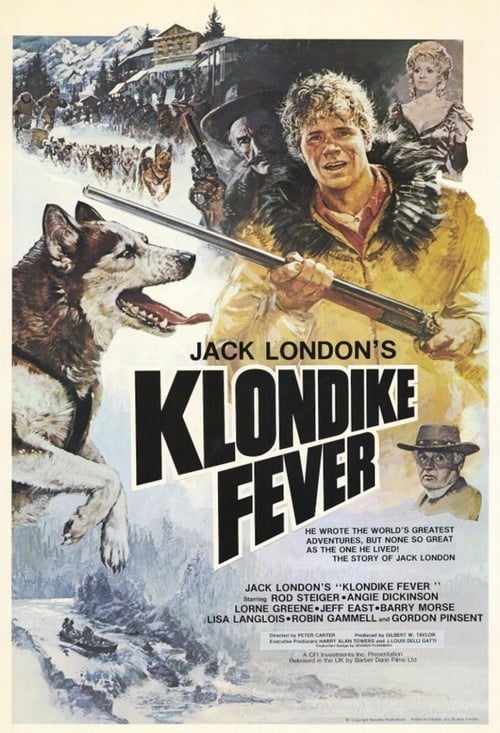 JACK LONDON'S
KLONDIKE
FEVER
HE WROTE THE WORLD'S GREATEST
ADVENTURES, BUT NONE SO GREAT
AS THE ONE HE LIVED!
THE STORY OF JACK LONDON
JACK LONDON'S "KLONDIKE FEVER"
Starring ROD STEIGER•ANGIE DICKINSON
LORNE GREENE•JEFF EAST•BARRY MORSE
LISA LANGLOIS•ROBIN GAMMELL and GORDON PINSENT
Directed by PETER CARTER Produced by GILBERT W. TAYLOR
Executive Producers HARRY ALAN TOWERS and J. LOUIS DELLI GATTI
Production Design by
A CFI Investments Inc. Presentation
Released in the UK by Barber Dann Films Ltd